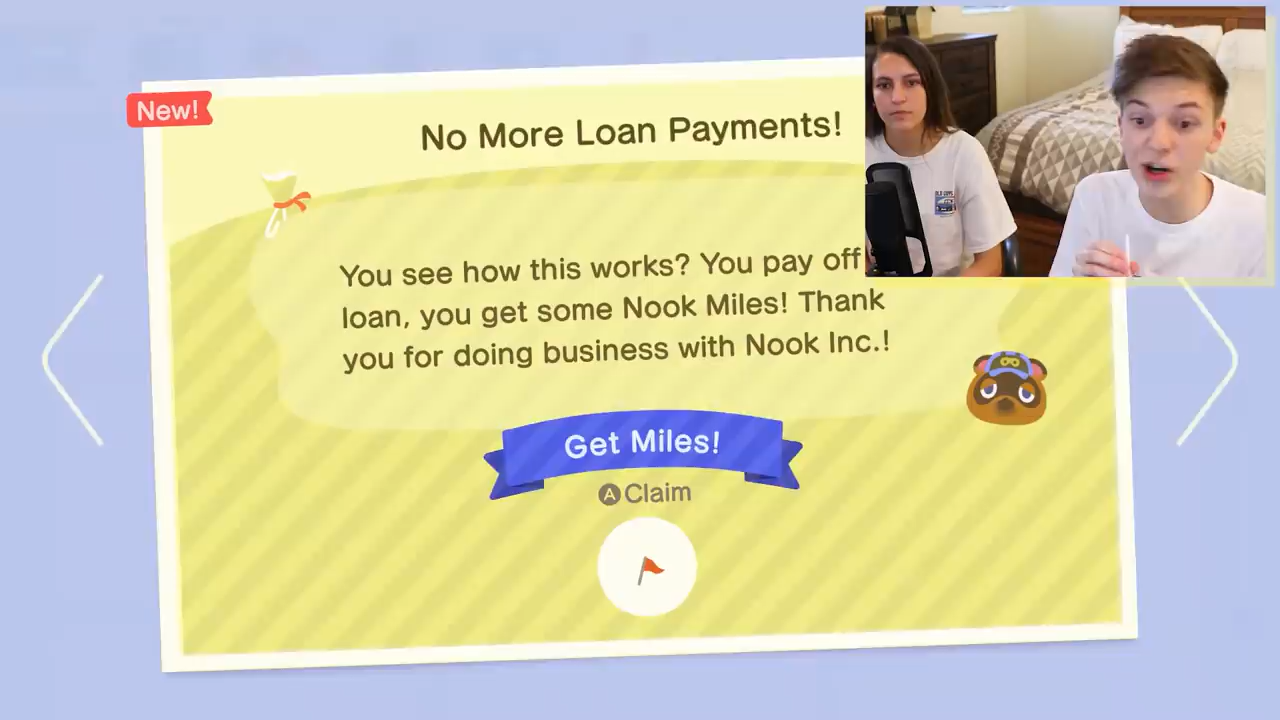 New!
No More Loan Payments!
You see how this works? You pay off
loan, you get some Nook Miles! Thank
you for doing business with Nook Inc.!
Get Miles!
A Claim